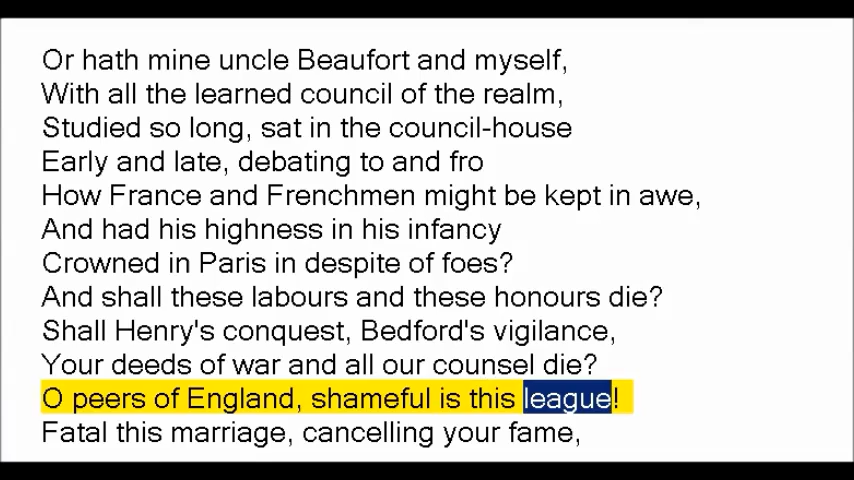 Or hath mine uncle Beaufort and myself,
With all the learned council of the realm,
Studied so long, sat in the council-house
Early and late, debating to and fro
How France and Frenchmen might be kept in awe,
And had his highness in his infancy
Crowned in Paris in despite of foes?
And shall these labours and these honours die?
Shall Henry's conquest, Bedford's vigilance,
Your deeds of war and all our counsel die?
O peers of England, shameful is this league!
Fatal this marriage, cancelling your fame,